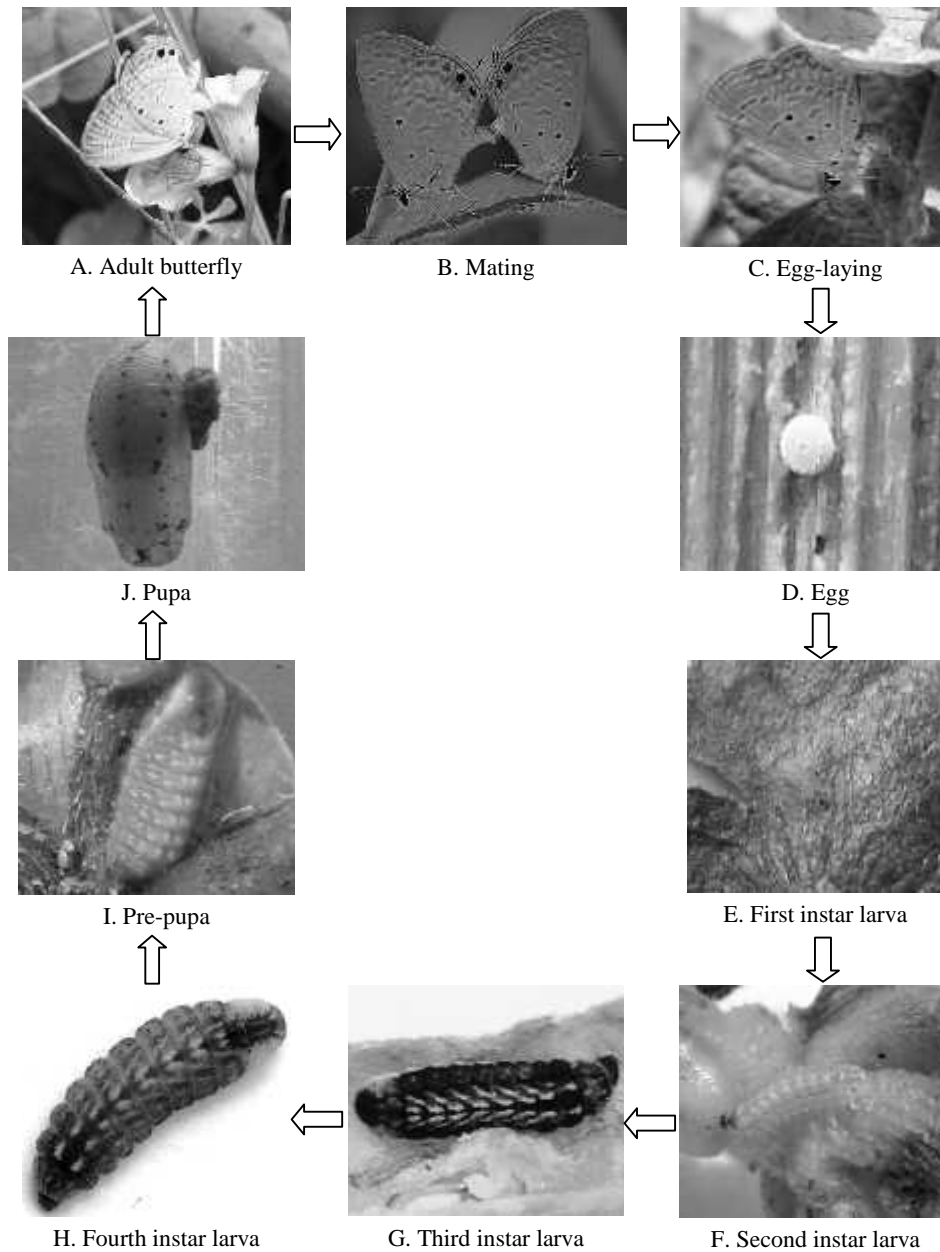 A. Adult butterfly
B. Mating
C. Egg-laying
J. Pupa
D. Egg
I. Pre-pupa
E. First instar larva
H. Fourth instar larva
G. Third instar larva
F. Second instar larva